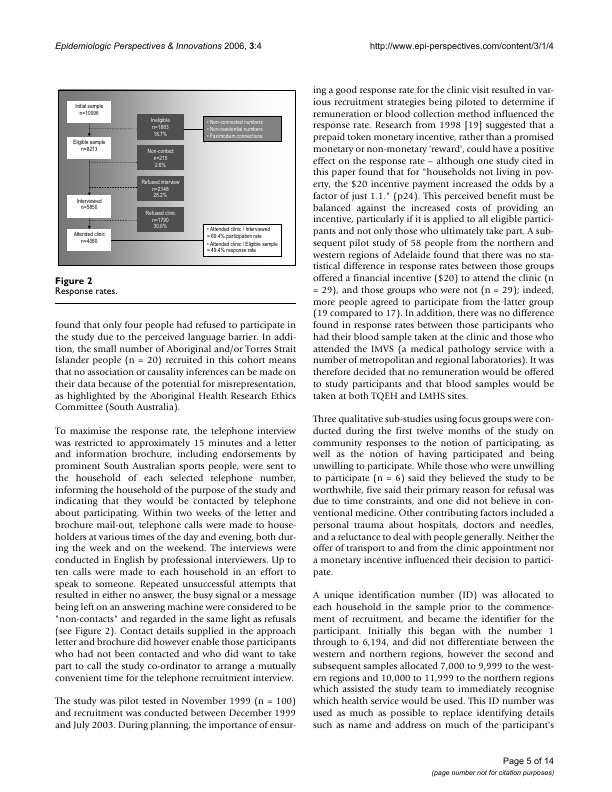 Epidemiologic Perspectives & Innovations 2006, 3:4
http://www.epi-perspectives.com/content/3/1/4
Initial sample
n=10096
Ineligible
n=1883
18.7%
• Non-connected numbers
• Non-residential numbers
• Fax/modem connections
Eligible sample
n=8213
Non-contact
n=215
2.6%
Refused interview
n=2148
26.2%
Interviewed
n=5850
Refused clinic
n=1790
30.6%
Attended clinic
n=4060
• Attended clinic / Interviewed
= 69.4% participation rate
• Attended clinic / Eligible sample
= 49.4% response rate
Figure 2
Response rates.
found that only four people had refused to participate in
the study due to the perceived language barrier. In addi-
tion, the small number of Aboriginal and/or Torres Strait
Islander people (n = 20) recruited in this cohort means
that no association or causality inferences can be made on
their data because of the potential for misrepresentation,
as highlighted by the Aboriginal Health Research Ethics
Committee (South Australia).
To maximise the response rate, the telephone interview
was restricted to approximately 15 minutes and a letter
and information brochure, including endorsements by
prominent South Australian sports people, were sent to
the household of each selected telephone number,
informing the household of the purpose of the study and
indicating that they would be contacted by telephone
about participating. Within two weeks of the letter and
brochure mail-out, telephone calls were made to house-
holders at various times of the day and evening, both dur-
ing the week and on the weekend. The interviews were
conducted in English by professional interviewers. Up to
ten calls were made to each household in an effort to
speak to someone. Repeated unsuccessful attempts that
resulted in either no answer, the busy signal or a message
being left on an answering machine were considered to be
"non-contacts" and regarded in the same light as refusals
(see Figure 2). Contact details supplied in the approach
letter and brochure did however enable those participants
who had not been contacted and who did want to take
part to call the study co-ordinator to arrange a mutually
convenient time for the telephone recruitment interview.
The study was pilot tested in November 1999 (n = 100)
and recruitment was conducted between December 1999
and July 2003. During planning, the importance of ensur-
ing a good response rate for the clinic visit resulted in var-
ious recruitment strategies being piloted to determine if
remuneration or blood collection method influenced the
response rate. Research from 1998 [19] suggested that a
prepaid token monetary incentive, rather than a promised
monetary or non-monetary 'reward', could have a positive
effect on the response rate – although one study cited in
this paper found that for "households not living in pov-
erty, the $20 incentive payment increased the odds by a
factor of just 1.1." (p24). This perceived benefit must be
balanced against the increased costs of providing an
incentive, particularly if it is applied to all eligible partici-
pants and not only those who ultimately take part. A sub-
sequent pilot study of 58 people from the northern and
western regions of Adelaide found that there was no sta-
tistical difference in response rates between those groups
offered a financial incentive ($20) to attend the clinic (n
= 29), and those groups who were not (n = 29); indeed,
more people agreed to participate from the latter group
(19 compared to 17). In addition, there was no difference
found in response rates between those participants who
had their blood sample taken at the clinic and those who
attended the IMVS (a medical pathology service with a
number of metropolitan and regional laboratories). It was
therefore decided that no remuneration would be offered
to study participants and that blood samples would be
taken at both TQEH and LMHS sites.
Three qualitative sub-studies using focus groups were con-
ducted during the first twelve months of the study on
community responses to the notion of participating, as
well as the notion of having participated and being
unwilling to participate. While those who were unwilling
to participate (n = 6) said they believed the study to be
worthwhile, five said their primary reason for refusal was
due to time constraints, and one did not believe in con-
ventional medicine. Other contributing factors included a
personal trauma about hospitals, doctors and needles,
and a reluctance to deal with people generally. Neither the
offer of transport to and from the clinic appointment nor
a monetary incentive influenced their decision to partici-
pate.
A unique identification number (ID) was allocated to
each household in the sample prior to the commence-
ment of recruitment, and became the identifier for the
participant. Initially this began with the number 1
through to 6,194, and did not differentiate between the
western and northern regions, however the second and
subsequent samples allocated 7,000 to 9,999 to the west-
ern regions and 10,000 to 11,999 to the northern regions
which assisted the study team to immediately recognise
which health service would be used. This ID number was
used as much as possible to replace identifying details
such as name and address on much of the participant's
Page 5 of 14
(page number not for citation purposes)